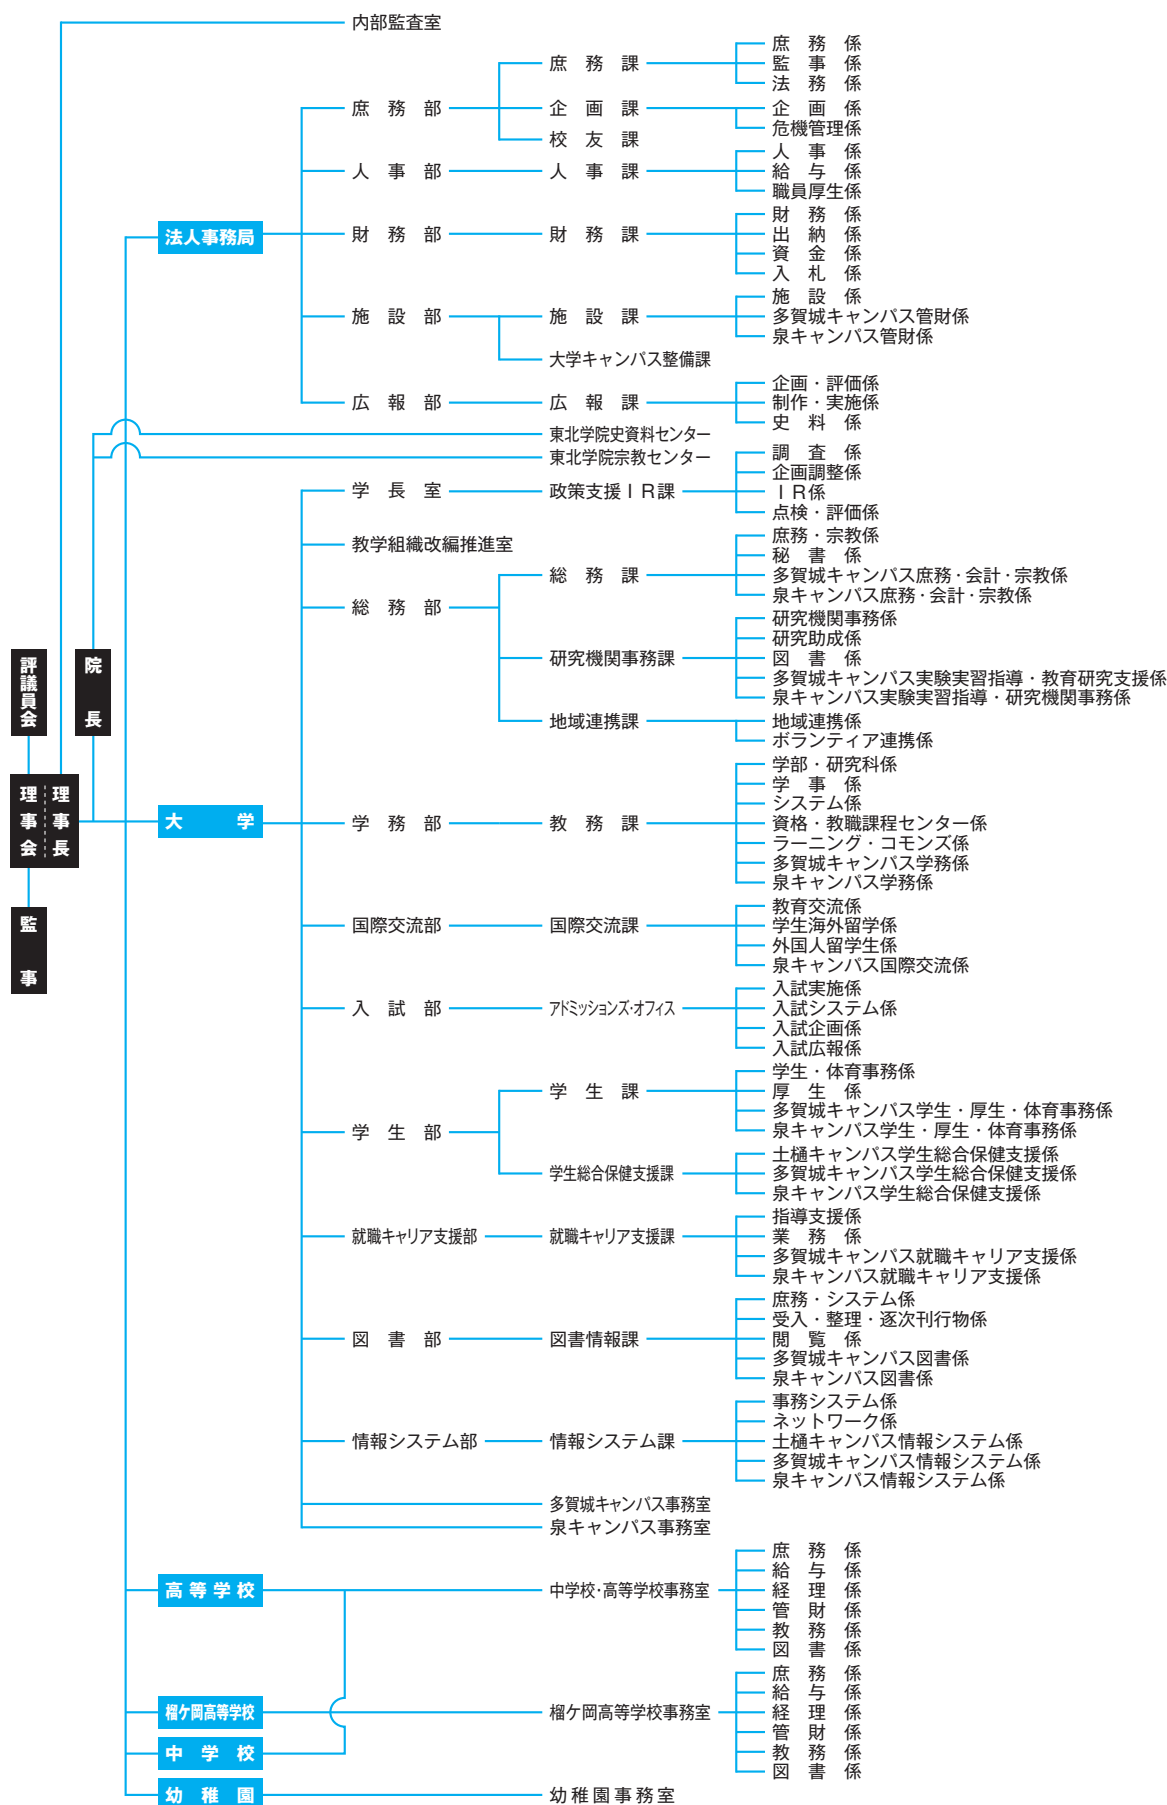 内部監査室
庶務部
庶務課
庶務係
監事係
法務係
企画課
企画係
危機管理係
校友課
人事部
人事課
人事係
給与係
職員厚生係
法人事務局
財務部
財務課
財務係
出納係
資金係
入札係
施設部
施設課
施設係
多賀城キャンパス管財係
泉キャンパス管財係
大学キャンパス整備課
広報部
広報課
企画・評価係
制作・実施係
史料係
東北学院史資料センター
東北学院宗教センター
学長室
政策支援IR課
調査係
企画調整係
IR係
点検・評価係
教学組織改編推進室
総務部
総務課
庶務・宗教係
秘書係
多賀城キャンパス庶務・会計・宗教係
泉キャンパス庶務・会計・宗教係
研究機関事務課
研究機関事務係
研究助成係
図書係
多賀城キャンパス実験実習指導・教育研究支援係
泉キャンパス実験実習指導・研究機関事務係
地域連携課
地域連携係
ボランティア連携係
評議員会
院長
理事会
理事長
監事
大学
学務部
教務課
学部・研究科係
学事係
システム係
資格・教職課程センター係
ラーニング・コモンズ係
多賀城キャンパス学務係
泉キャンパス学務係
国際交流部
国際交流課
教育交流係
学生海外留学係
外国人留学生係
泉キャンパス国際交流係
入試部
アドミッションズ・オフィス
入試実施係
入試システム係
入試企画係
入試広報係
学生部
学生課
学生・体育事務係
厚生係
多賀城キャンパス学生・厚生・体育事務係
泉キャンパス学生・厚生・体育事務係
学生総合保健支援課
土樋キャンパス学生総合保健支援係
多賀城キャンパス学生総合保健支援係
泉キャンパス学生総合保健支援係
就職キャリア支援部
就職キャリア支援課
指導支援係
業務係
多賀城キャンパス就職キャリア支援係
泉キャンパス就職キャリア支援係
図書部
図書情報課
庶務・システム係
受入・整理・逐次刊行物係
閲覧係
多賀城キャンパス図書係
泉キャンパス図書係
情報システム部
情報システム課
事務システム係
ネットワーク係
土樋キャンパス情報システム係
多賀城キャンパス情報システム係
泉キャンパス情報システム係
多賀城キャンパス事務室
泉キャンパス事務室
高等学校
中学校・高等学校事務室
庶務係
給与係
経理係
管財係
教務係
図書係
榴ケ岡高等学校
榴ケ岡高等学校事務室
庶務係
給与係
経理係
管財係
教務係
図書係
中学校
幼稚園
幼稚園事務室